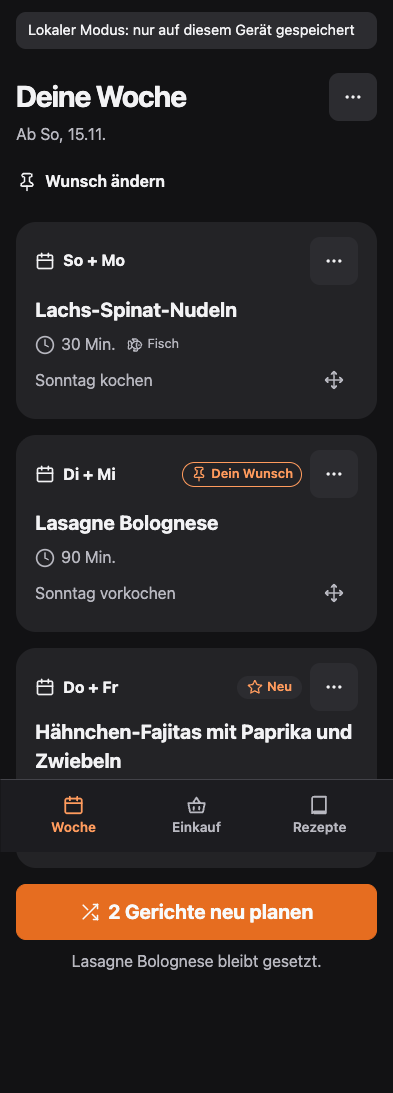 Lokaler Modus: nur auf diesem Gerät gespeichert
Deine Woche
Ab So, 15.11.
Wunsch ändern
So + Mo
Lachs-Spinat-Nudeln
30 Min. Fisch
Sonntag kochen
Di + Mi Dein Wunsch
Lasagne Bolognese
90 Min.
Sonntag vorkochen
Do + Fr Neu
Hähnchen-Fajitas mit Paprika und
Zwiebeln
Woche Einkauf Rezepte
2 Gerichte neu planen
Lasagne Bolognese bleibt gesetzt.